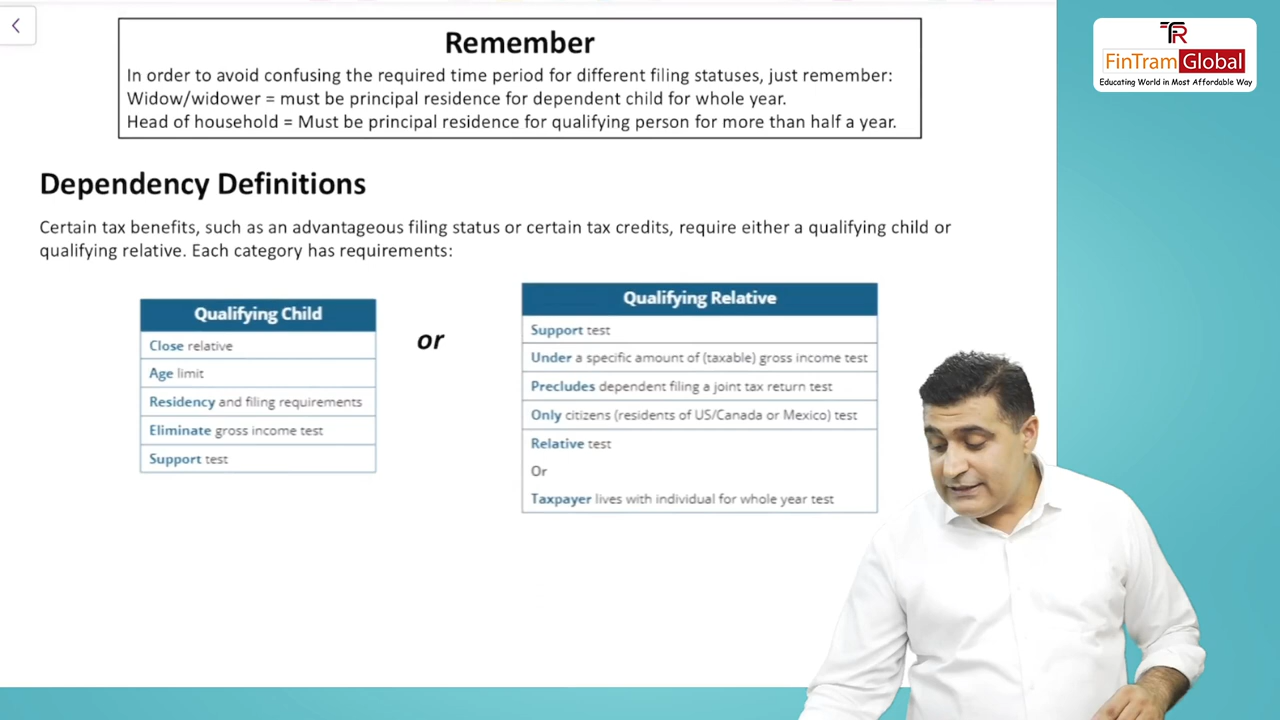 Remember
In order to avoid confusing the required time period for different filing statuses, just remember:
Widow/widower = must be principal residence for dependent child for whole year.
Head of household = Must be principal residence for qualifying person for more than half a year.
Dependency Definitions
Certain tax benefits, such as an advantageous filing status or certain tax credits, require either a qualifying child or
qualifying relative. Each category has requirements:
Qualifying Child
Close relative
Age limit
Residency and filing requirements
Eliminate gross income test
Support test
or
Qualifying Relative
Support test
Under a specific amount of (taxable) gross income test
Precludes dependent filing a joint tax return test
Only citizens (residents of US/Canada or Mexico) test
Relative test
Or
Taxpayer lives with individual for whole year test
FR
FinTram Global
Educating World in Most Affordable Way